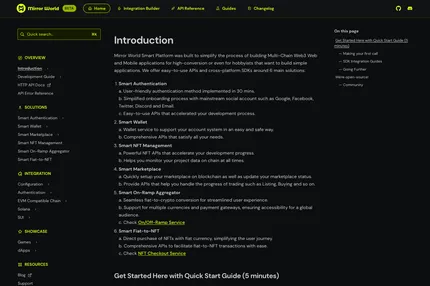 Mirror World BETA
Home
Integration Builder
API Reference
Guides
Changelog
Quick search...
⌘K
OVERVIEW
Introduction
Development Guide
HTTP API Docs
API Error Reference
SOLUTIONS
Smart Authentication
Smart Wallet
Smart Marketplace
Smart NFT Management
Smart On-Ramp Aggregator
Smart Fiat-to-NFT
INTEGRATION
Configuration
Authentication
EVM Compatible Chain
Solana
SUI
SHOWCASE
Games
dApps
RESOURCES
Blog
Support
Introduction
Mirror World Smart Platform was built to simplify the process of building Multi-Chain Web3 Web
and Mobile applications for high-conversion or even for hobbyists that want to build simple
applications. We offer easy-to-use APIs and cross-platform SDKs around 6 main solutions:
1. Smart Authentication
a. User-friendly authentication method implemented in 30 mins.
b. Simplified onboarding process with mainstream social account such as Google, Facebook,
Twitter, Discord and Email.
c. Easy-to-use APIs that accelerated your development process.
2. Smart Wallet
a. Wallet service to support your account system in an easy and safe way.
b. Comprehensive APIs that satisfy all your needs.
3. Smart NFT Management
a. Powerful NFT APIs that accelerate your development progress.
b. Helps you monitor your project data on chain at all times
4. Smart Marketplace
a. Quickly setup your marketplace on blockchain as well as update your marketplace status.
b. Provide APIs that help you handle the progress of trading such as Listing, Buying and so on.
5. Smart On-Ramp Aggregator
a. Seamless fiat-to-crypto conversion for streamlined user experience.
b. Support for multiple currencies and payment gateways, ensuring accessibility for a global
audience.
c. Check On/Off-Ramp Service
6. Smart Fiat-to-NFT
a. Direct purchase of NFTs with fiat currency, simplifying the user journey.
b. Comprehensive APIs to facilitate fiat-to-NFT transactions with ease.
c. Check NFT Checkout Service
Get Started Here with Quick Start Guide (5 minutes)
On this page
Get Started Here with Quick Start Guide (5
minutes)
Making your first call
SDK Integration Guides
Going Further
We're open-source
Community